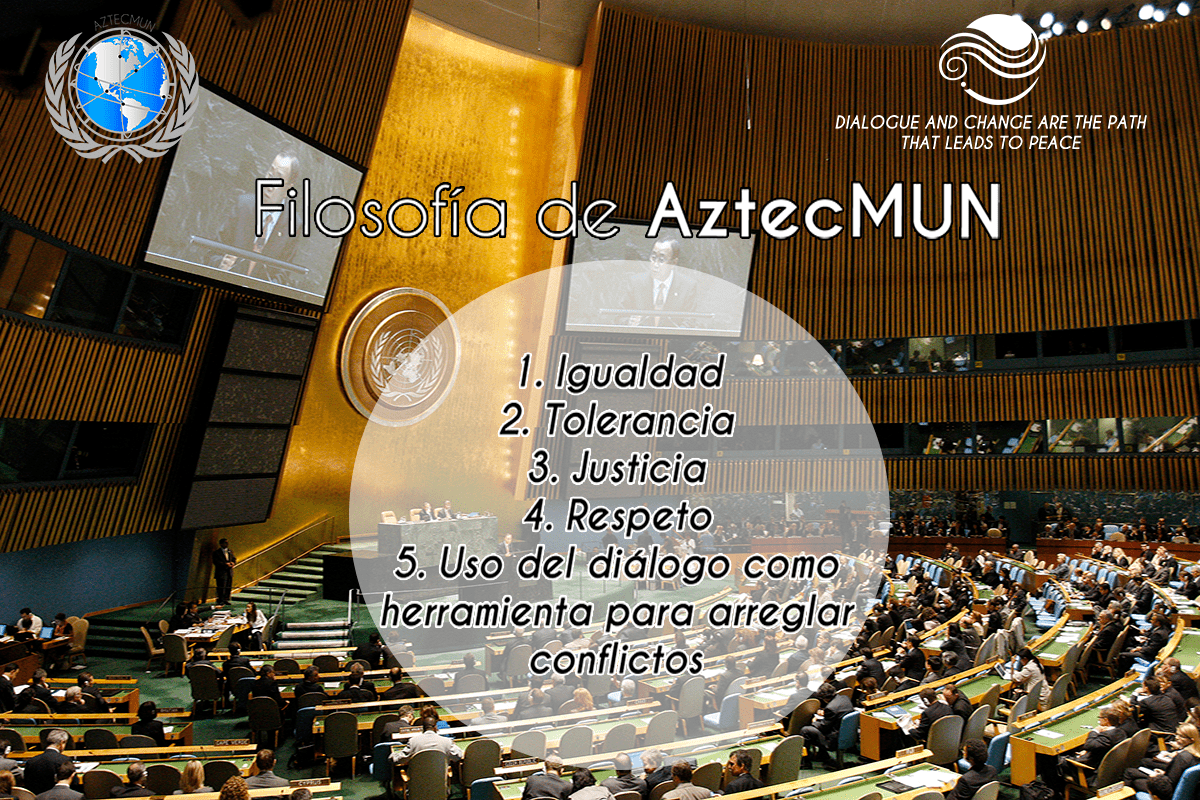 AZTECMUN
DIALOGUE AND CHANGE ARE THE PATH
THAT LEADS TO PEACE
Filosofía de AztecMUN
1. Igualdad
2. Tolerancia
3. Justicia
4. Respeto
5. Uso del diálogo como
herramienta para arreglar
conflictos